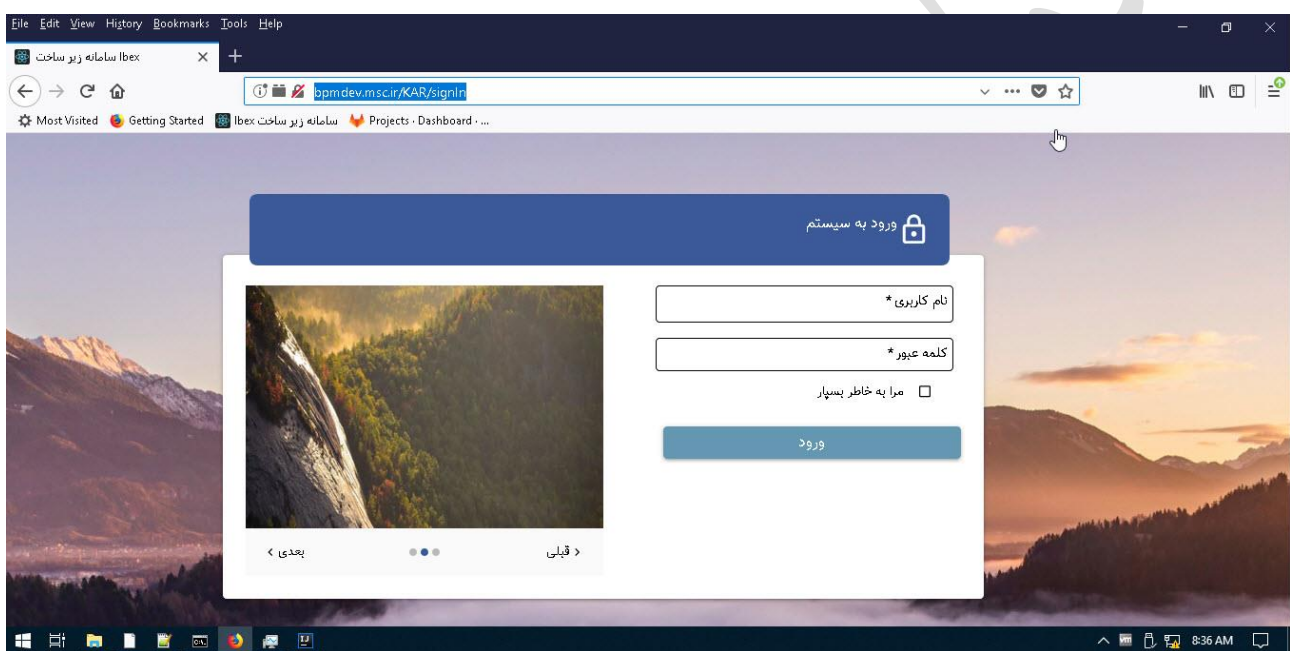 File Edit View History Bookmarks Tools Help
سامانه زیر ساخت Ibex
bpmdev.msc.ir/KAR/signIn
Most Visited Getting Started سامانه زیر ساخت Ibex Projects · Dashboard · ...
ورود به سیستم
نام کاربری *
کلمه عبور *
مرا به خاطر بسپار
ورود
قبلی
بعدی
8:36 AM